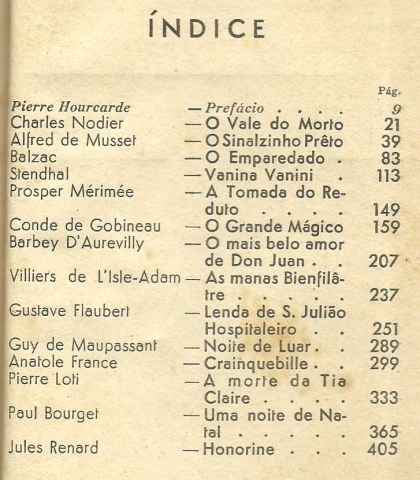 ÍNDICE
Pág.
Pierre Hourcarde — Prefácio . . . . 9
Charles Nodier — O Vale do Morto 21
Alfred de Musset — O Sinalzinho Prêto 39
Balzac — O Emparedado . 83
Stendhal — Vanina Vanini . 113
Prosper Mérimée — A Tomada do Re-
duto . . . . 149
Conde de Gobineau — O Grande Mágico 159
Barbey D'Aurevilly — O mais belo amor
de Don Juan . . 207
Villiers de L'Isle-Adam — As manas Bienfilâ-
tre . . . . . 237
Gustave Flaubert — Lenda de S. Julião
Hospitaleiro . . 251
Guy de Maupassant — Noite de Luar . . 289
Anatole France — Crainquebille . . 299
Pierre Loti — A morte da Tia
Claire . . . . 333
Paul Bourget — Uma noite de Na-
tal . . . . . 365
Jules Renard — Honorine . . . 405